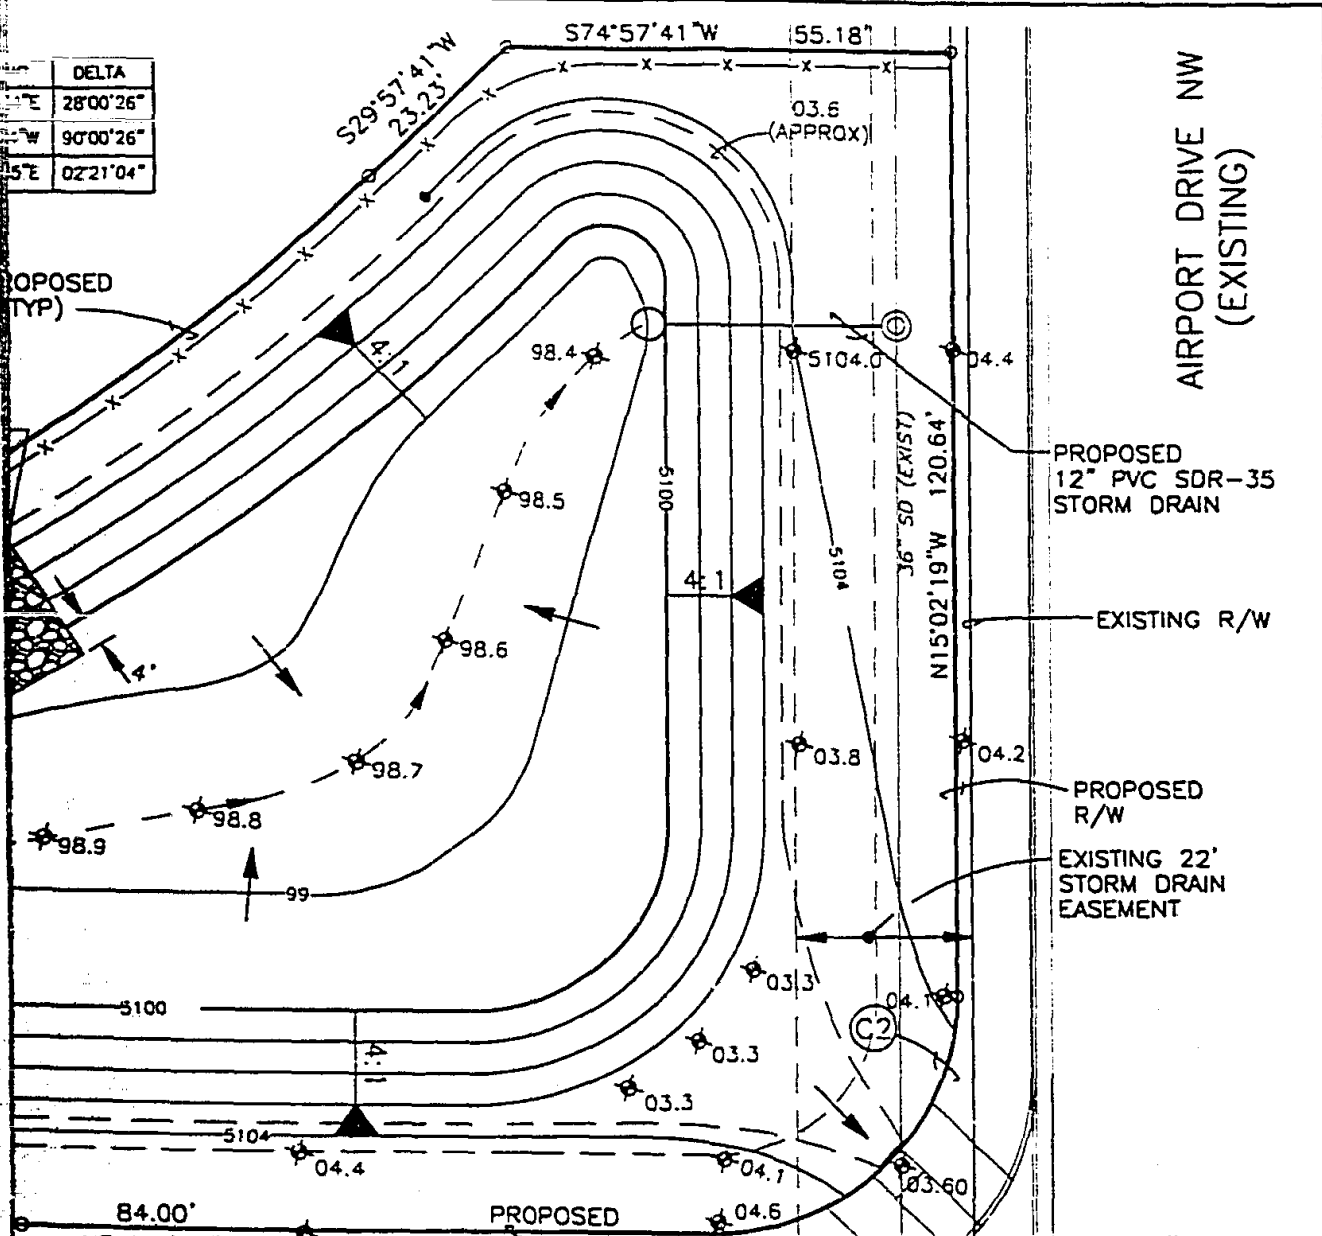 S74°57'41"W 55.18'
DELTA
28°00'26"
90°00'26"
02°21'04"
S29°57'41"W
23.23'
03.6
(APPROX)
AIRPORT DRIVE NW
(EXISTING)
OPOSED
TYP)
4:1
98.4
5104.0
04.4
36" SD (EXIST)
N15°02'19"W 120.64'
PROPOSED
12" PVC SDR-35
STORM DRAIN
5100
98.5
5104
4:1
EXISTING R/W
98.6
4'
03.8
04.2
98.7
PROPOSED
R/W
98.8
98.9
EXISTING 22'
STORM DRAIN
EASEMENT
99
03.3
04.1
5100
C2
03.3
4:1
03.3
5104
04.4
04.1
03.60
84.00'
PROPOSED
04.6